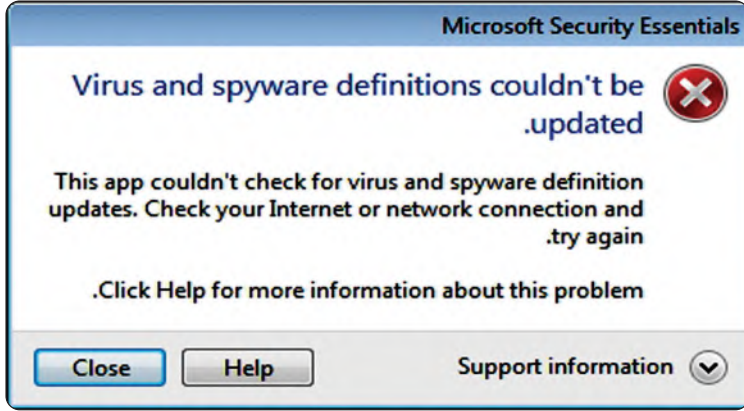 Microsoft Security Essentials
Virus and spyware definitions couldn't be
.updated
This app couldn't check for virus and spyware definition
updates. Check your Internet or network connection and
.try again
.Click Help for more information about this problem
Close
Help
Support information